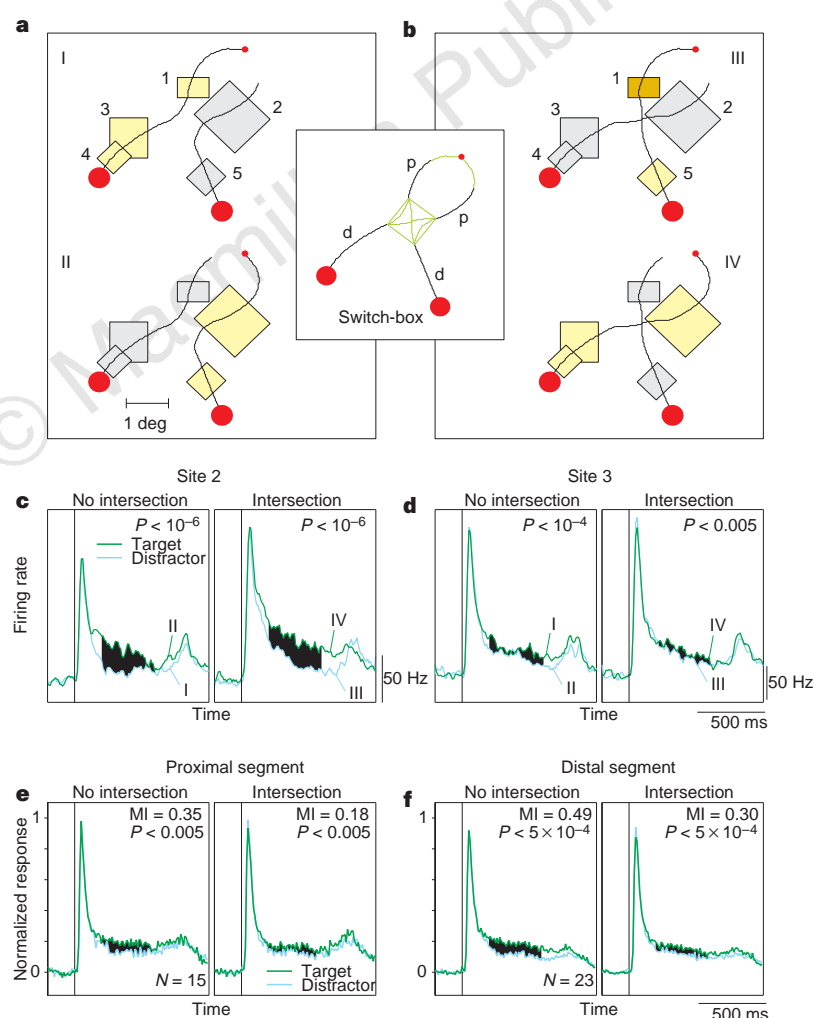 © Macmillan Publi
a
b
I
III
1
2
3
4
5
1
2
3
4
5
p
p
d
d
Switch-box
II
IV
1 deg
Site 2
Site 3
c
No intersection
Intersection
d
No intersection
Intersection
P < 10–6
P < 10–6
P < 10–4
P < 0.005
Target
Distractor
Firing rate
II
I
IV
III
50 Hz
I
II
IV
III
50 Hz
Time
Time
500 ms
Proximal segment
Distal segment
e
No intersection
Intersection
f
No intersection
Intersection
MI = 0.35
P < 0.005
MI = 0.18
P < 0.005
MI = 0.49
P < 5 × 10–4
MI = 0.30
P < 5 × 10–4
1
0
Normalized response
N = 15
Target
Distractor
1
0
N = 23
Time
Time
500 ms